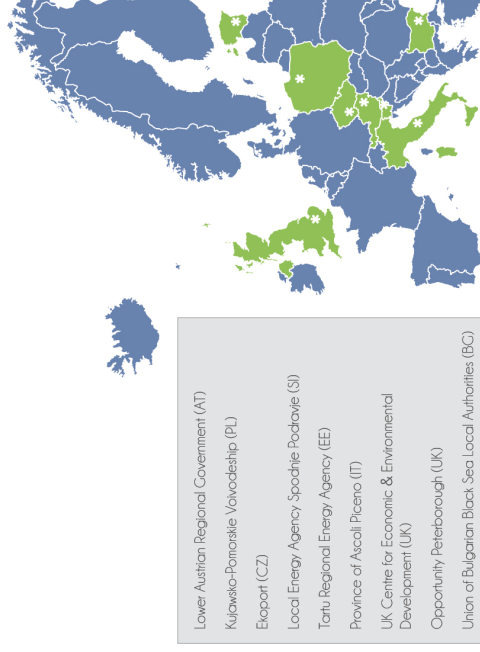 Lower Austrian Regional Government (AT)
Kujawsko-Pomorskie Voivodeship (PL)
Ekoport (CZ)
Local Energy Agency Spodnje Podravje (SI)
Tartu Regional Energy Agency (EE)
Province of Ascoli Piceno (IT)
UK Centre for Economic & Environmental
Development (UK)
Opportunity Peterborough (UK)
Union of Bulgarian Black Sea Local Authorities (BG)